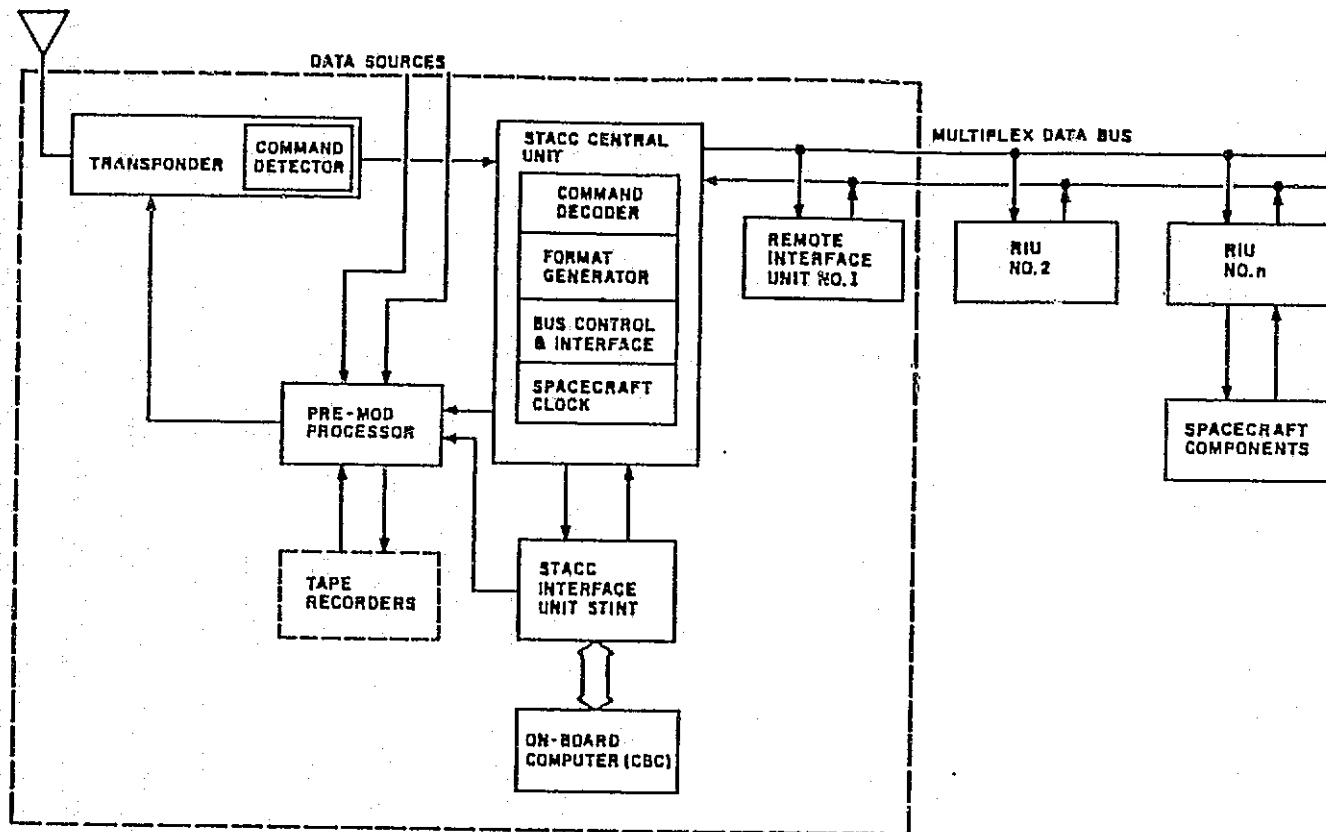 DATA SOURCES
TRANSPONDER
COMMAND
DETECTOR
STACC CENTRAL
UNIT
COMMAND
DECODER
FORMAT
GENERATOR
BUS CONTROL
& INTERFACE
SPACECRAFT
CLOCK
MULTIPLEX DATA BUS
REMOTE
INTERFACE
UNIT NO.1
RIU
NO.2
RIU
NO.n
SPACECRAFT
COMPONENTS
PRE-MOD
PROCESSOR
TAPE
RECORDERS
STACC
INTERFACE
UNIT STINT
ON-BOARD
COMPUTER (CBC)